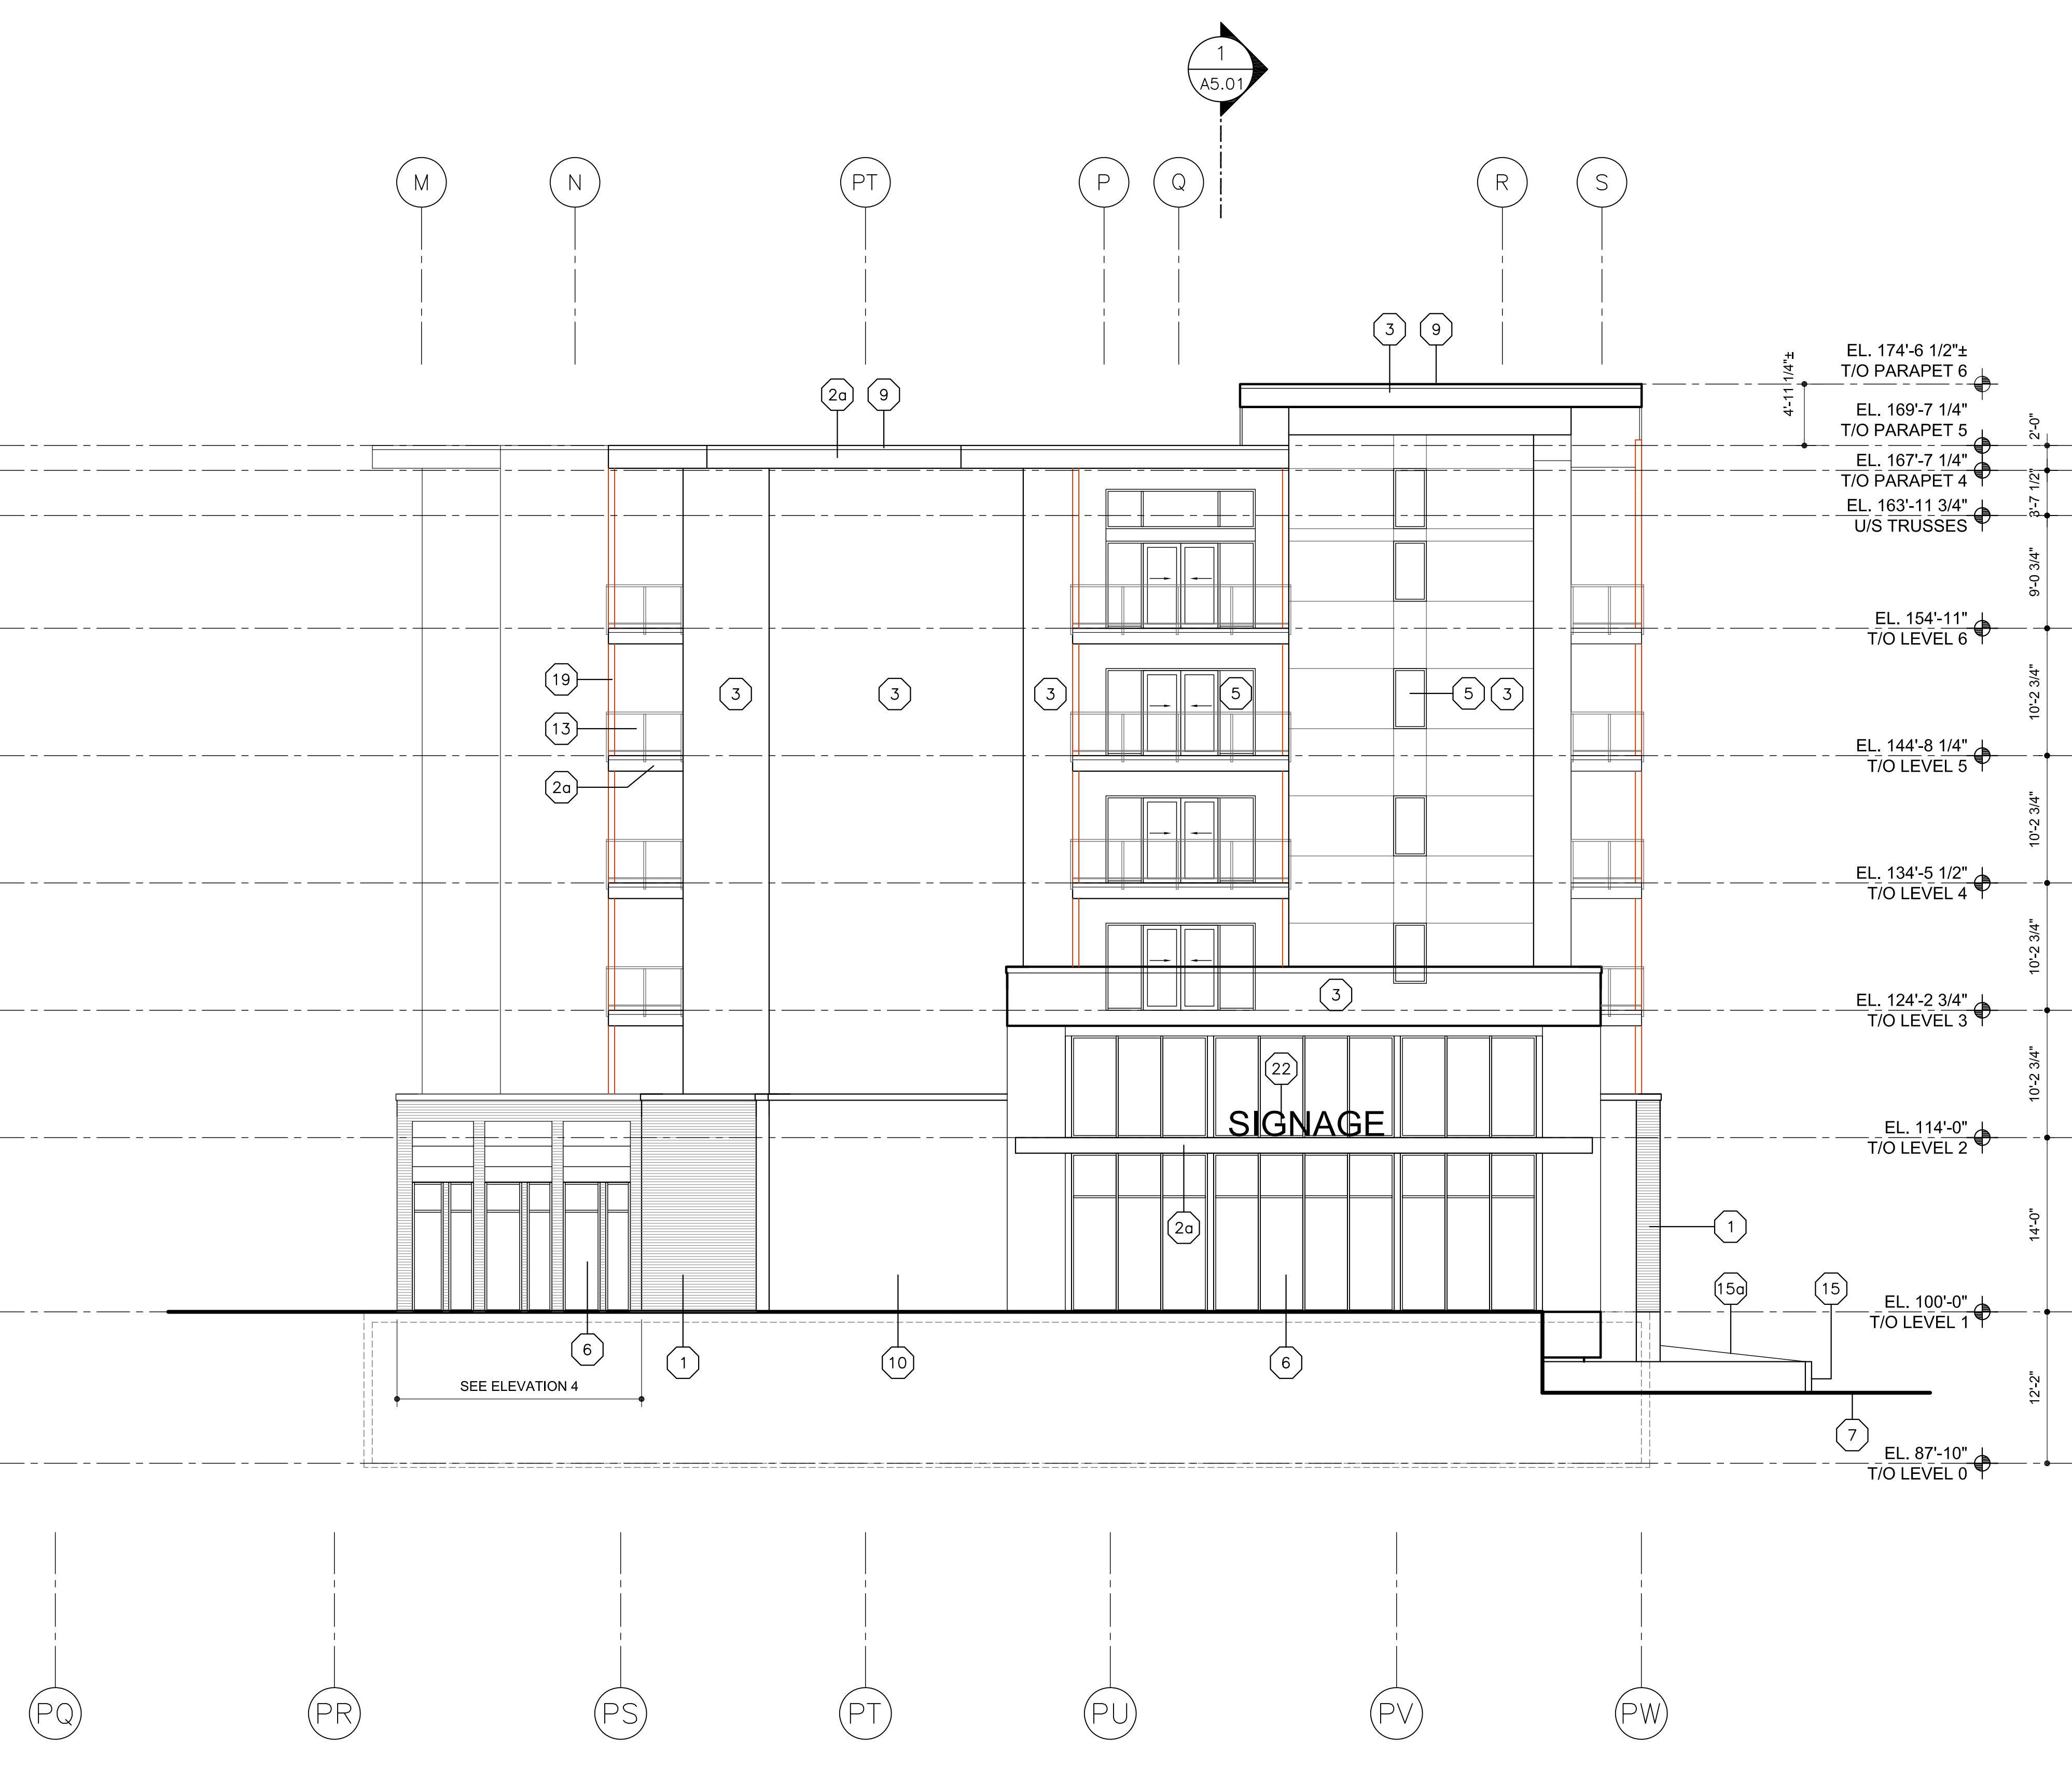 1
A5.01
M
N
PT
P
Q
R
S
3
9
2a
9
4'-11 1/4"±
EL. 174'-6 1/2"±
T/O PARAPET 6
EL. 169'-7 1/4"
T/O PARAPET 5
2'-0"
EL. 167'-7 1/4"
T/O PARAPET 4
3'-7 1/2"
EL. 163'-11 3/4"
U/S TRUSSES
9'-0 3/4"
EL. 154'-11"
T/O LEVEL 6
19
3
3
3
5
5
3
10'-2 3/4"
13
EL. 144'-8 1/4"
T/O LEVEL 5
2a
10'-2 3/4"
EL. 134'-5 1/2"
T/O LEVEL 4
10'-2 3/4"
3
EL. 124'-2 3/4"
T/O LEVEL 3
22
10'-2 3/4"
SIGNAGE
EL. 114'-0"
T/O LEVEL 2
2a
1
14'-0"
15a
15
EL. 100'-0"
T/O LEVEL 1
6
1
10
6
SEE ELEVATION 4
12'-2"
7
EL. 87'-10"
T/O LEVEL 0
PQ
PR
PS
PT
PU
PV
PW